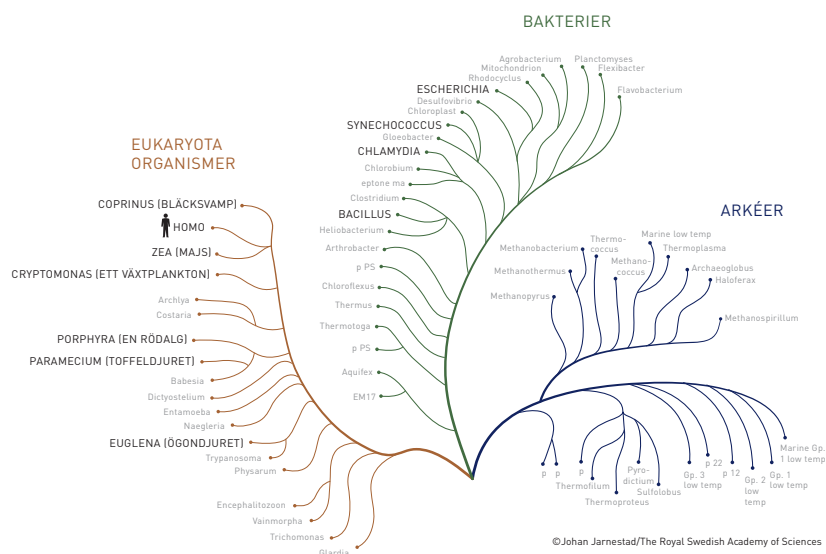 BAKTERIER
Agrobacterium
Planctomyses
Mitochondrion
Flexibacter
Rhodocyclus
ESCHERICHIA
Flavobacterium
Desulfovibrio
Chloroplast
SYNECHOCOCCUS
Gloeobacter
CHLAMYDIA
Chlorobium
eptone ma
Clostridium
BACILLUS
Heliobacterium
Arthrobacter
p PS
Chloroflexus
Thermus
Thermotoga
p PS
Aquifex
EM17
EUKARYOTA
ORGANISMER
COPRINUS (BLÄCKSVAMP)
HOMO
ZEA (MAJS)
CRYPTOMONAS (ETT VÄXTPLANKTON)
Archlya
Costaria
PORPHYRA (EN RÖDALG)
PARAMECIUM (TOFFELDJURET)
Babesia
Dictyostelium
Entamoeba
Naegleria
EUGLENA (ÖGONDJURET)
Trypanosoma
Physarum
Encephalitozoon
Vainmorpha
Trichomonas
Glardia
ARKÉER
Marine low temp
Thermo-
coccus
Methanobacterium
Thermoplasma
Methano-
coccus
Methanothermus
Archaeoglobus
Haloferax
Methanopyrus
Methanospirillum
p
p
p
Thermofilum
Thermoproteus
Pyro-
dictium
Sulfolobus
Gp. 3
low temp
p 22
p 12
Gp. 2
low
temp
Gp. 1
low temp
Marine Gp.
1 low temp
©Johan Jarnestad/The Royal Swedish Academy of Sciences